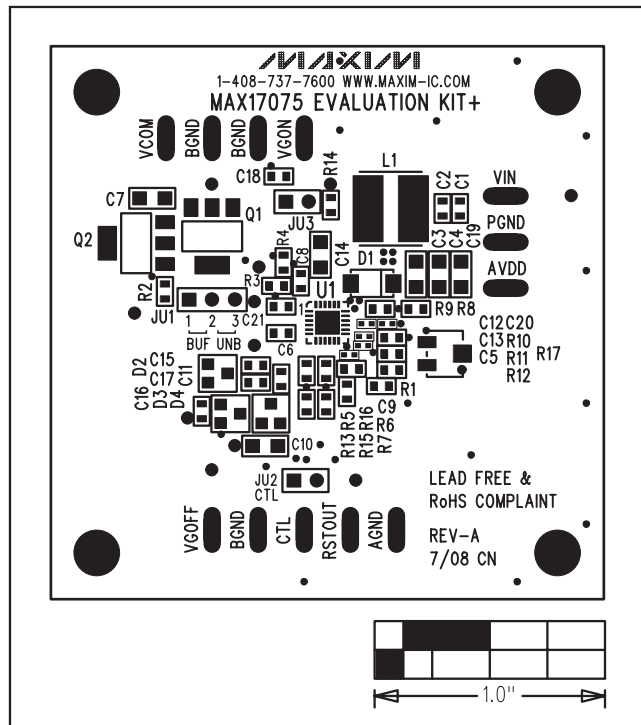 MAXIM
1-408-737-7600 WWW.MAXIM-IC.COM
MAX17075 EVALUATION KIT+
VCOM
BGND
BGND
VGON
C18
R14
L1
C2
C1
VIN
C7
Q1
JU3
Q2
R4
C8
C14
C3
C4
C19
PGND
D1
AVDD
R2
R3
U1
JU1
C21
1
R9 R8
1 2 3
BUF UNB
C6
C12 C20
C13 R10
C5 R11
R12
R17
D2
C15
C17
C11
C16
D3
D4
R1
C9
R5
R16
R6
R13
R15
R7
C10
JU2
CTL
LEAD FREE &
RoHS COMPLAINT
VGOFF
BGND
CTL
RSTOUT
AGND
REV-A
7/08 CN
1.0"